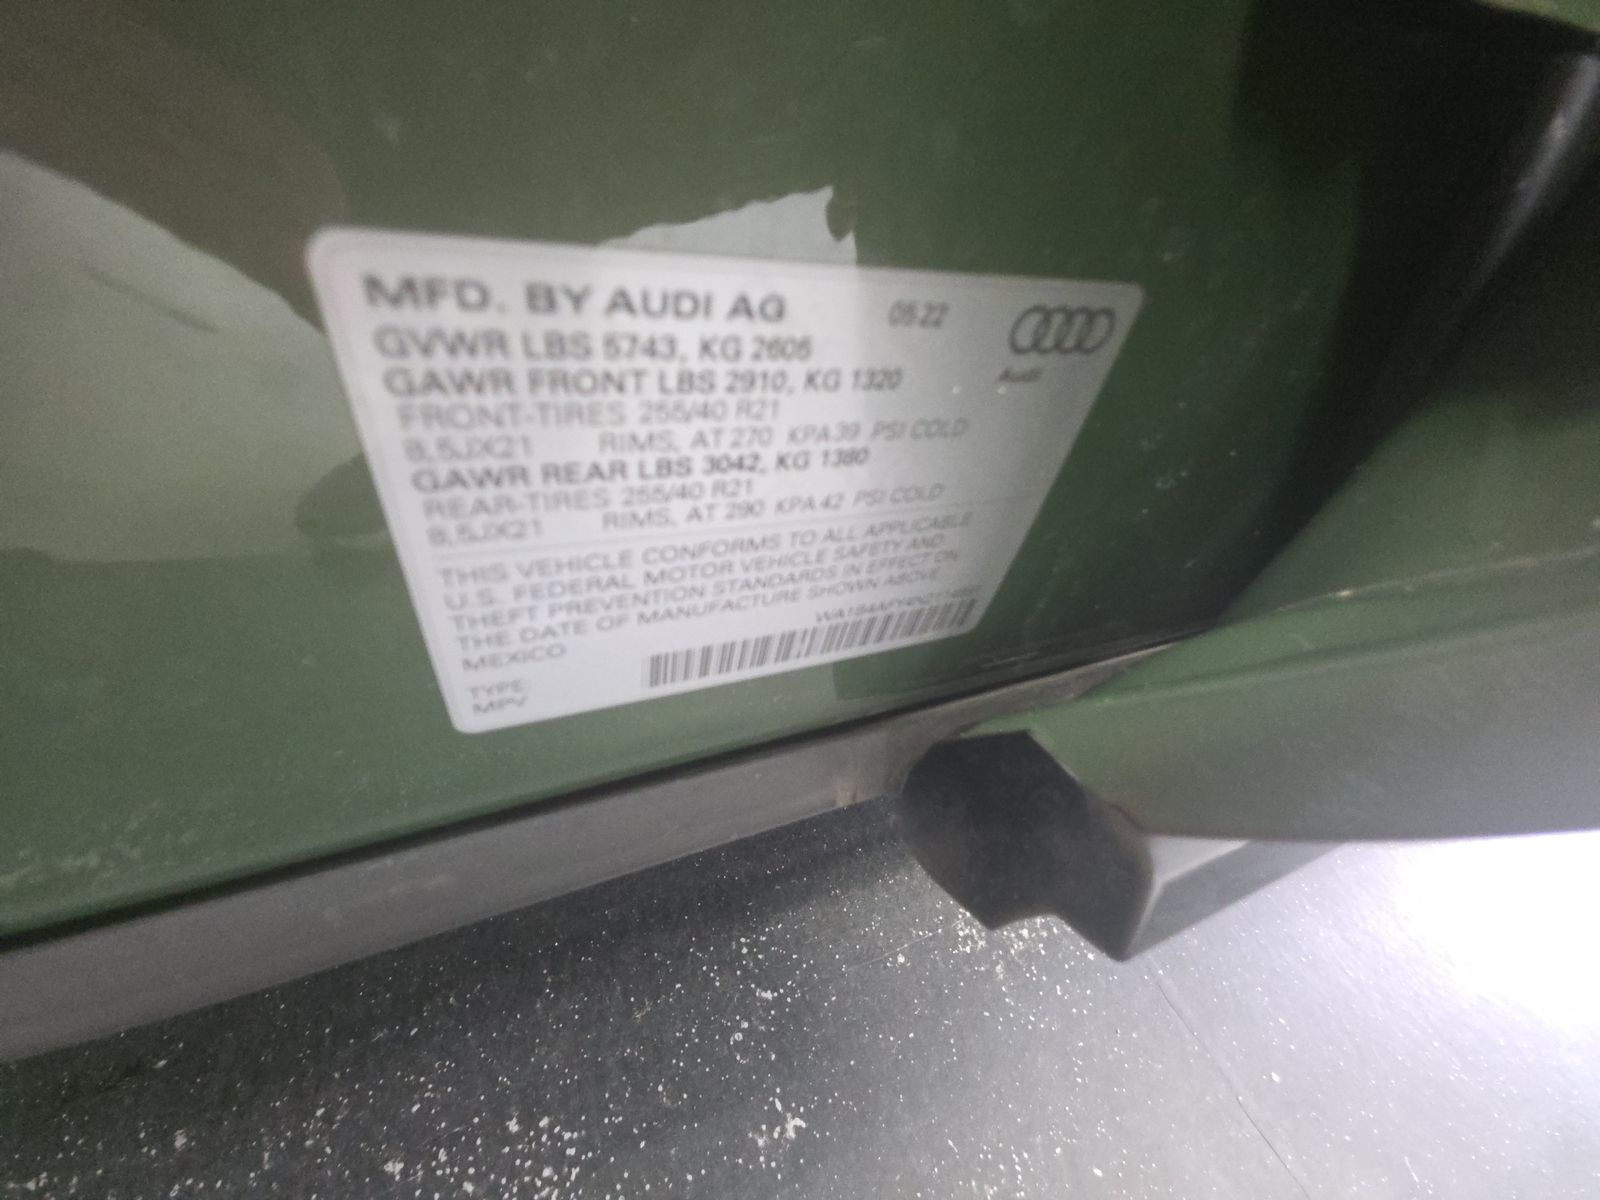 MFD. BY AUDI AG 05 22
GVWR LBS 5743, KG 2605
GAWR FRONT LBS 2910, KG 1320
Audi
FRONT-TIRES 255/40 R21
8,5JX21 RIMS, AT 270 KPA 39 PSI COLD
GAWR REAR LBS 3042, KG 1380
REAR-TIRES 255/40 R21
8,5JX21 RIMS, AT 290 KPA 42 PSI COLD
THIS VEHICLE CONFORMS TO ALL APPLICABLE
U.S. FEDERAL MOTOR VEHICLE SAFETY AND
THEFT PREVENTION STANDARDS IN EFFECT ON
THE DATE OF MANUFACTURE SHOWN ABOVE
MEXICO
TYPE:
MPV